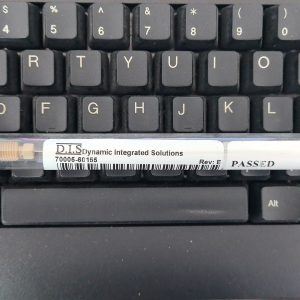 $ % ^ & * ( )
4 5 6 7 8 9 0
R T Y U I O
D F G H J K L
D.I.S Dynamic Integrated Solutions
70005-60155
Rev: E
PASSED
Alt